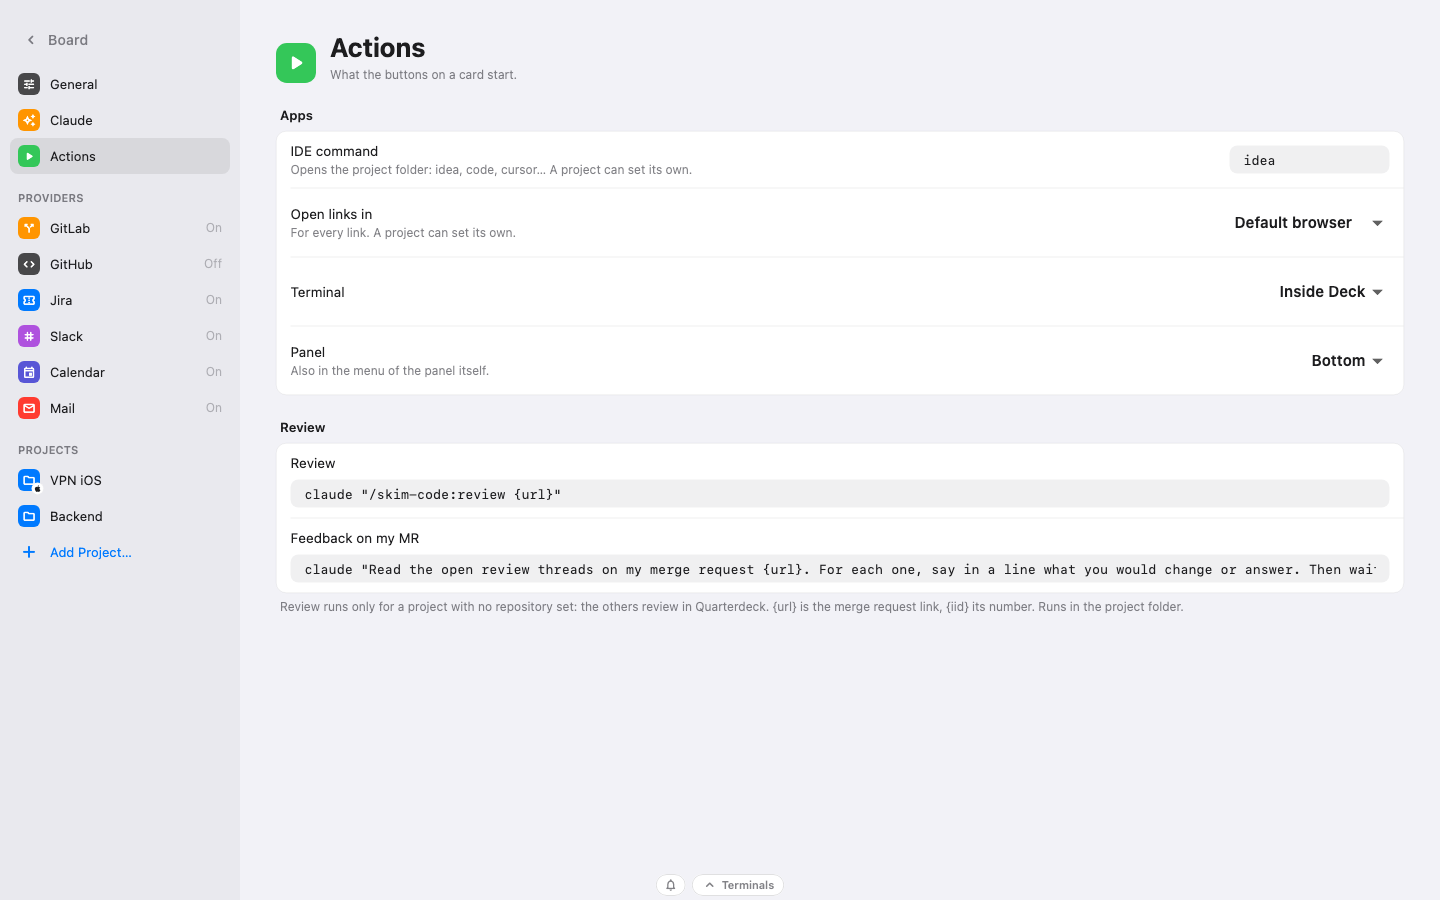 Board
General
Claude
Actions
PROVIDERS
GitLab On
GitHub Off
Jira On
Slack On
Calendar On
Mail On
PROJECTS
VPN iOS
Backend
Add Project...
Actions
What the buttons on a card start.
Apps
IDE command
Opens the project folder: idea, code, cursor... A project can set its own.
idea
Open links in
For every link. A project can set its own.
Default browser
Terminal
Inside Deck
Panel
Also in the menu of the panel itself.
Bottom
Review
Review
claude "/skim-code:review {url}"
Feedback on my MR
claude "Read the open review threads on my merge request {url}. For each one, say in a line what you would change or answer. Then wait
Review runs only for a project with no repository set: the others review in Quarterdeck. {url} is the merge request link, {iid} its number. Runs in the project folder.
Terminals